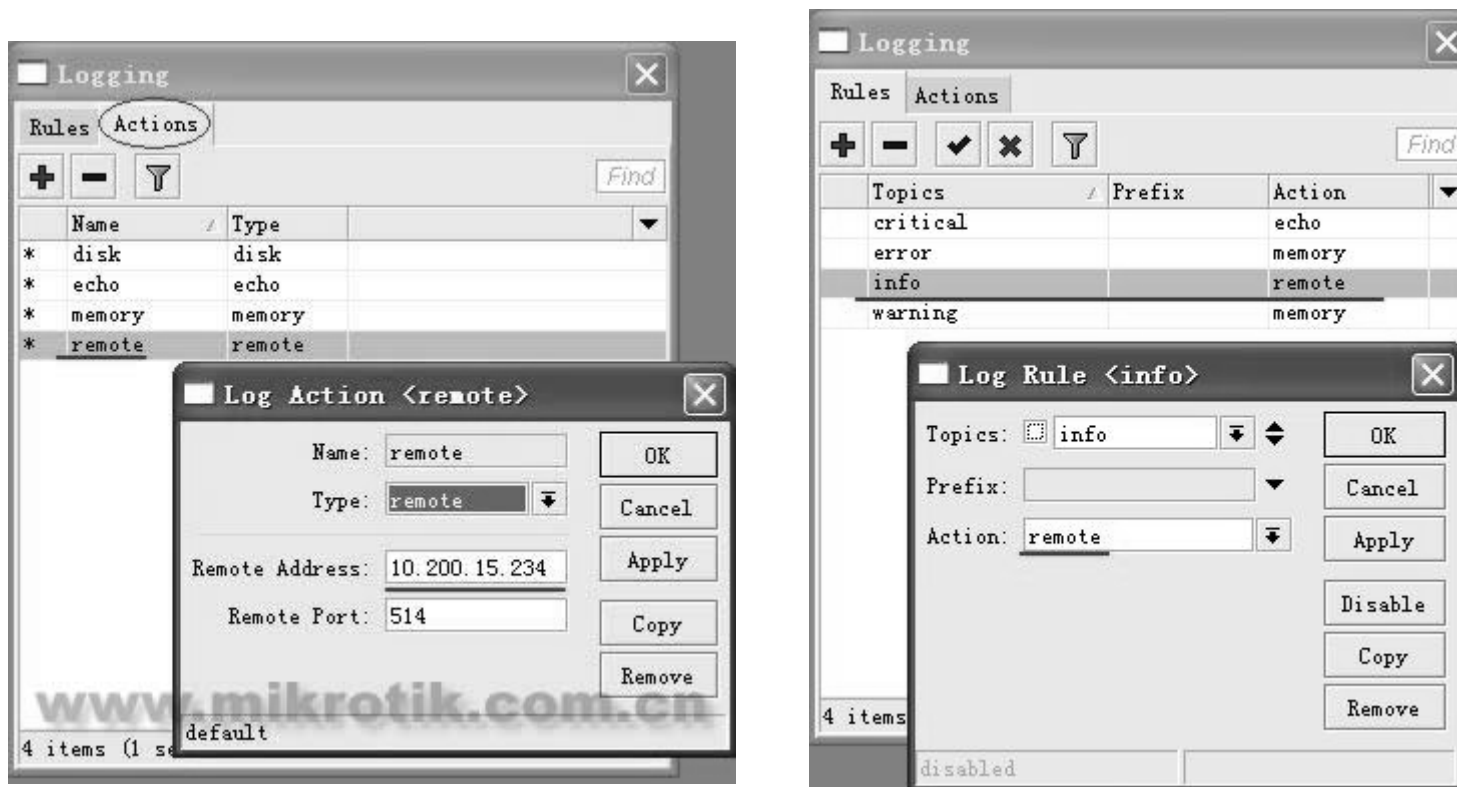 Logging
Rules Actions
Find
Name Type
* disk disk
* echo echo
* memory memory
* remote remote
Log Action <remote>
Name: remote
OK
Type: remote
Cancel
Remote Address: 10.200.15.234
Apply
Remote Port: 514
Copy
Remove
www.mikrotik.com.cn
default
4 items (1 se
Logging
Rules Actions
Find
Topics Prefix Action
critical echo
error memory
info remote
warning memory
Log Rule <info>
Topics: info
OK
Prefix:
Cancel
Action: remote
Apply
Disable
Copy
Remove
4 items
disabled